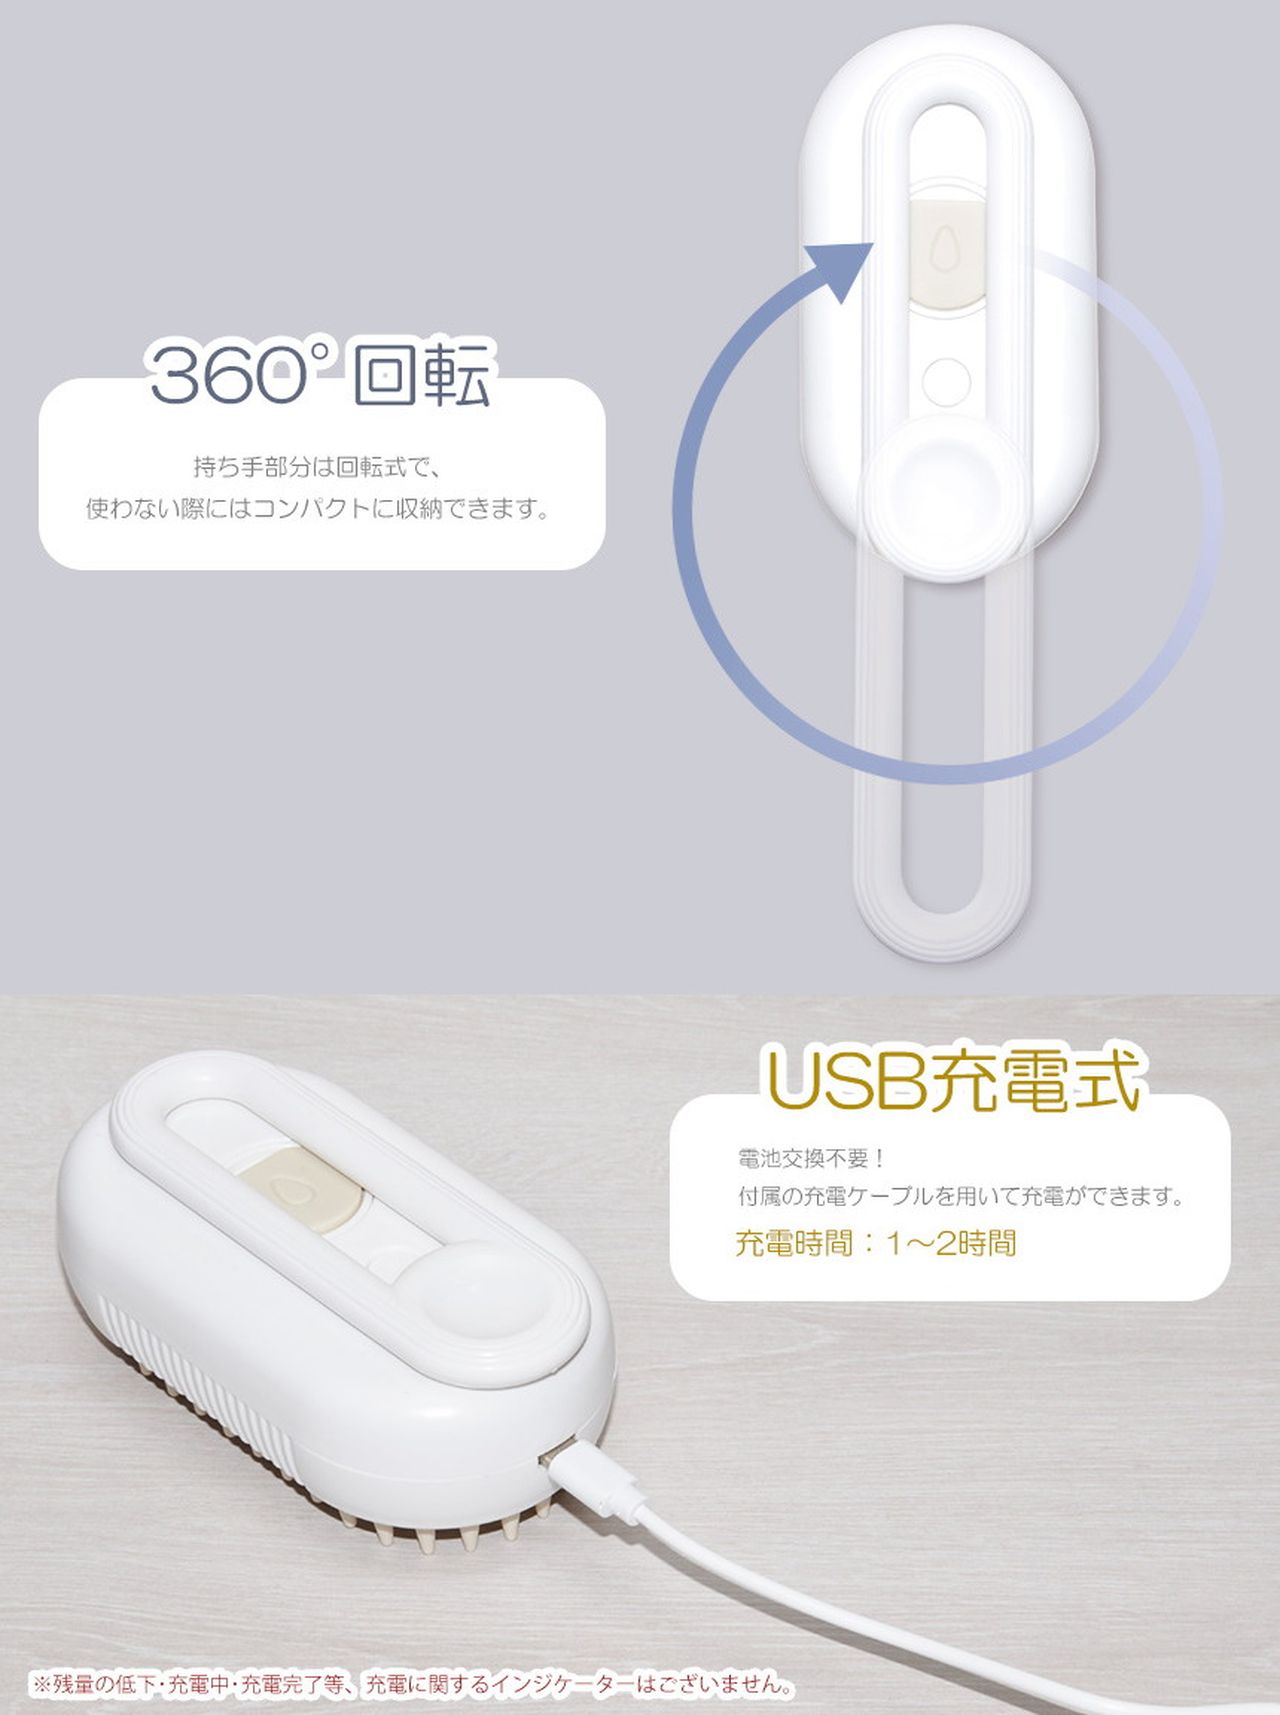 360°回転
持ち手部分は回転式で、
使わない際にはコンパクトに収納できます。
USB充電式
電池交換不要！
付属の充電ケーブルを用いて充電ができます。
充電時間：1～2時間
※残量の低下・充電中・充電完了等、充電に関するインジケーターはございません。